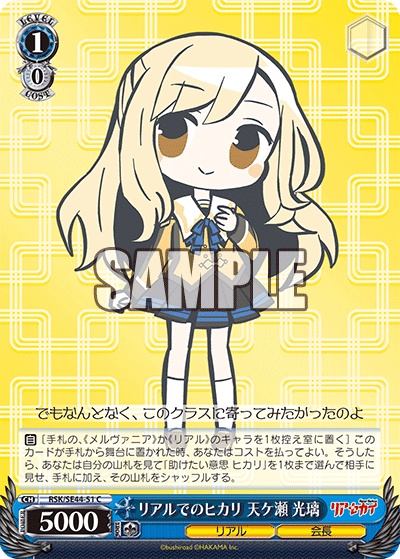 LEVEL
1
0
COST
SAMPLE
でもなんとなく、このクラスに寄ってみたかったのよ
自［手札の、《メルヴァニア》か《リアル》のキャラを1枚控え室に置く］ この
カードが手札から舞台に置かれた時、あなたはコストを払ってよい。そうし
たら、あなたは自分の山札を見て「助けたい意思 ヒカリ」を1枚まで選んで相手に
見せ、手札に加え、その山札をシャッフルする。
GH RSK/SE44-51 C
POWER
5000
リアルでのヒカリ 天ケ瀬 光璃
リアル
会長
リアセカイ
©bushiroad ©HAKAMA Inc.